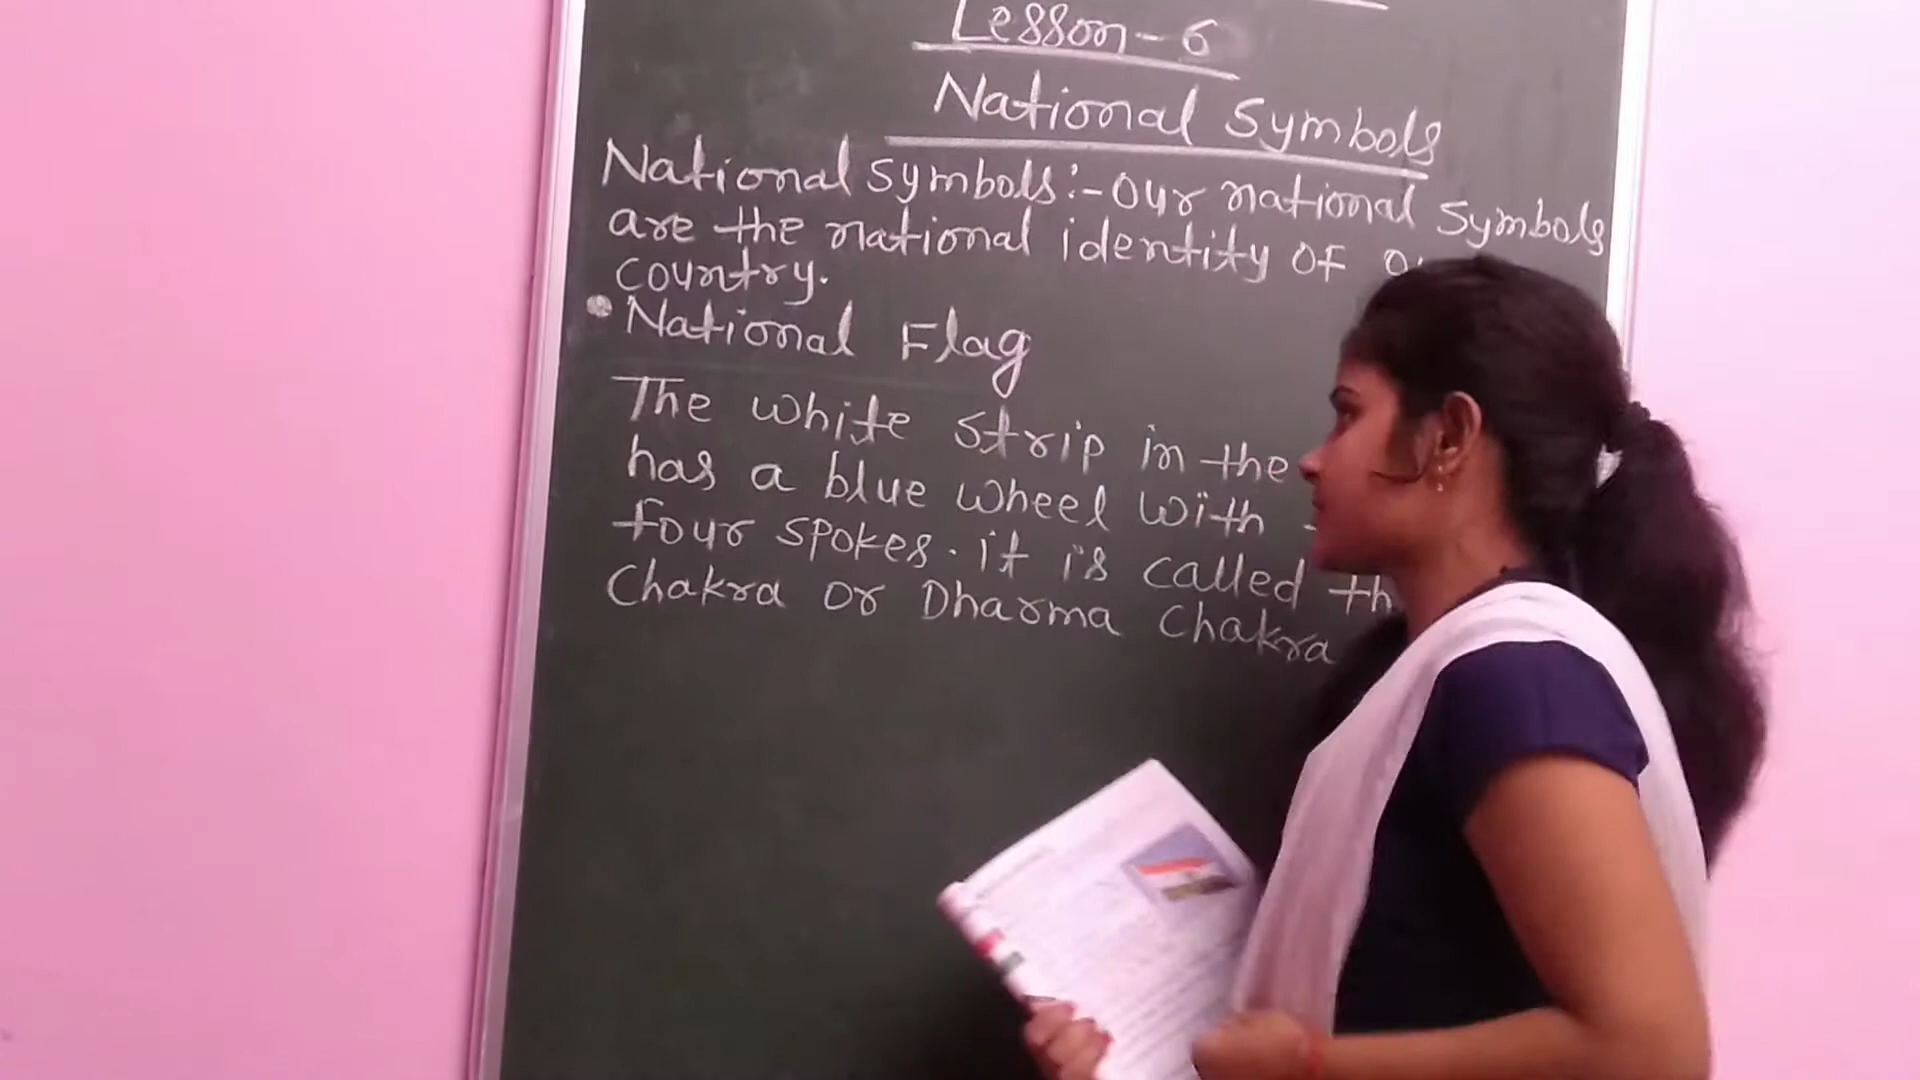 Lesson - 6
National Symbols
National Symbols :- Our national Symbols
are the national identity of
country.
• National Flag
The white strip in the
has a blue wheel with
four spokes. it is called
Chakra or Dharma Chakra